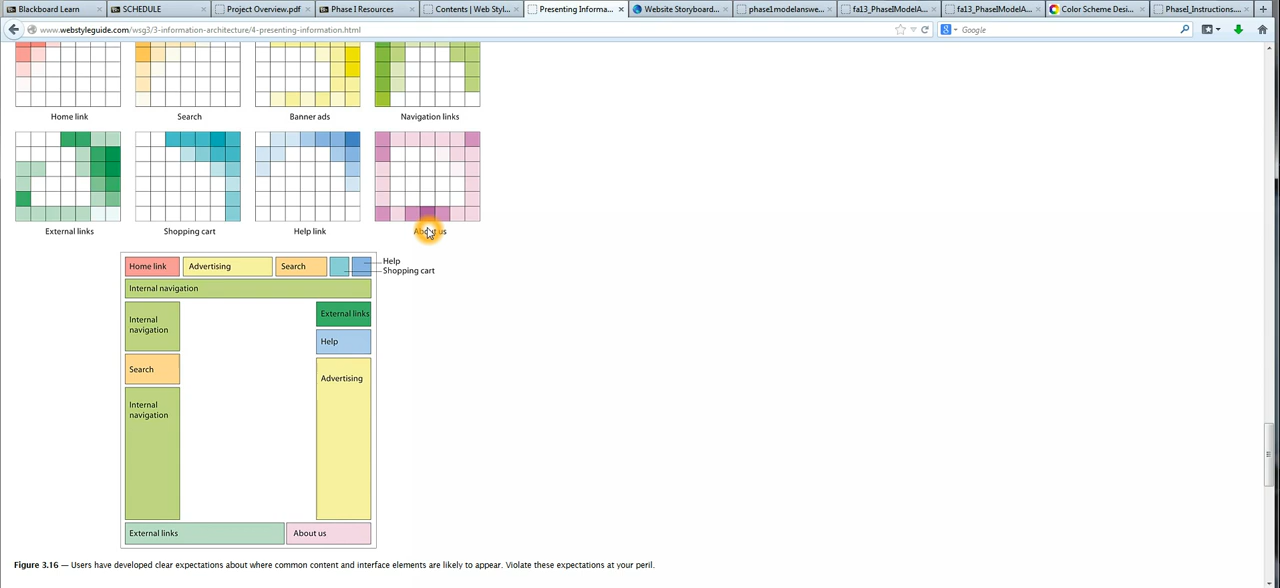 Blackboard Learn
SCHEDULE
Project Overview.pdf
Phase I Resources
Contents | Web Styl...
Presenting Informa...
Website Storyboard...
phase1modelanswe...
fa13_PhaseIModelA...
fa13_PhaseIModelA...
Color Scheme Desi...
PhaseI_Instructions....
www.webstyleguide.com/wsg3/3-information-architecture/4-presenting-information.html
Google
Home link
Search
Banner ads
Navigation links
External links
Shopping cart
Help link
About us
Home link
Advertising
Search
Help
Shopping cart
Internal navigation
Internal
navigation
External links
Help
Search
Advertising
Internal
navigation
External links
About us
Figure 3.16 — Users have developed clear expectations about where common content and interface elements are likely to appear. Violate these expectations at your peril.